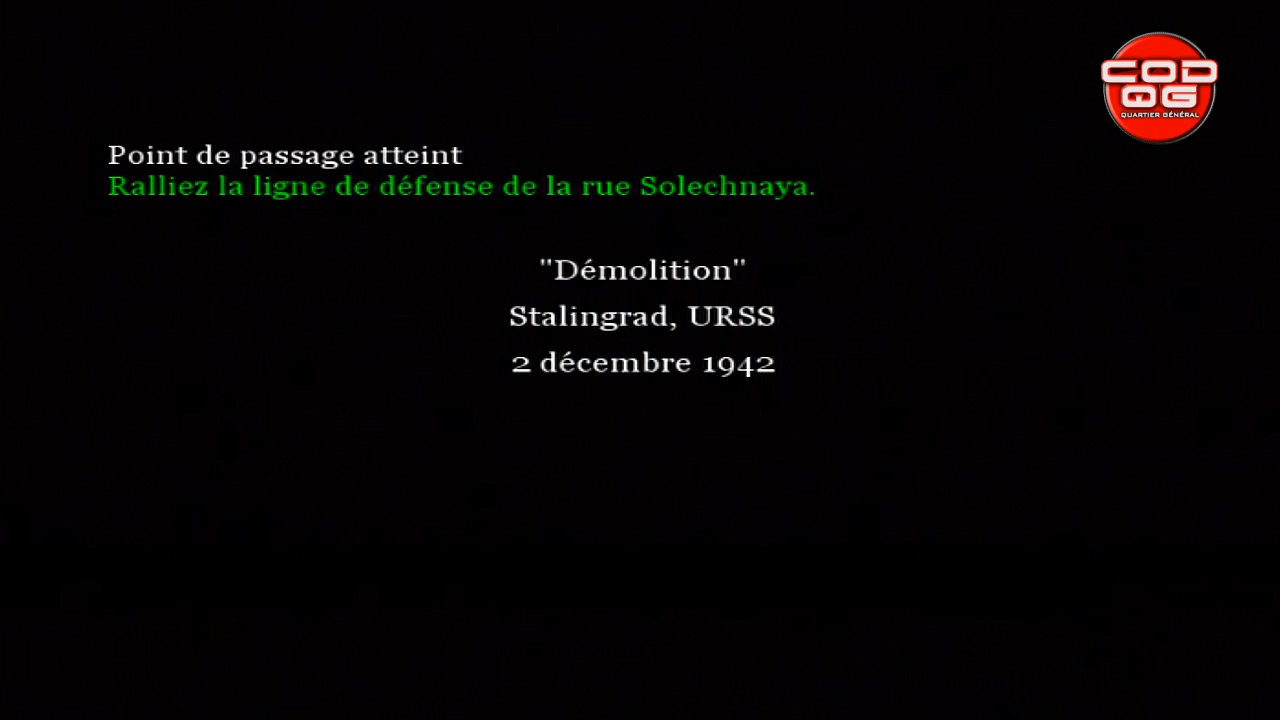 COD
QG
QUARTIER GÉNÉRAL
Point de passage atteint
Ralliez la ligne de défense de la rue Solechnaya.
"Démolition"
Stalingrad, URSS
2 décembre 1942